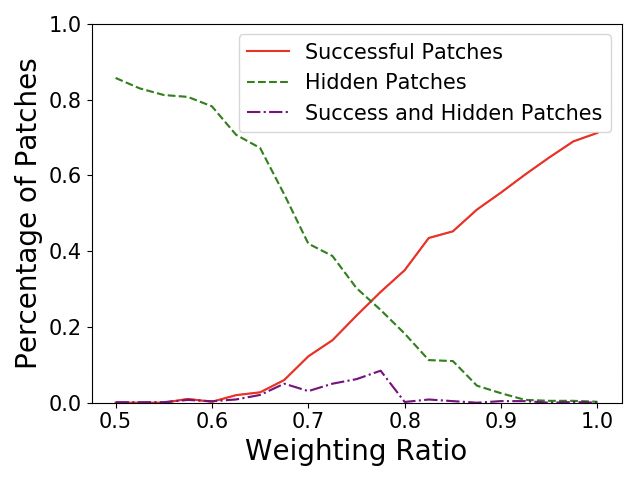 1.0
0.8
0.6
0.4
0.2
0.0
Percentage of Patches
Successful Patches
Hidden Patches
Success and Hidden Patches
0.5 0.6 0.7 0.8 0.9 1.0
Weighting Ratio